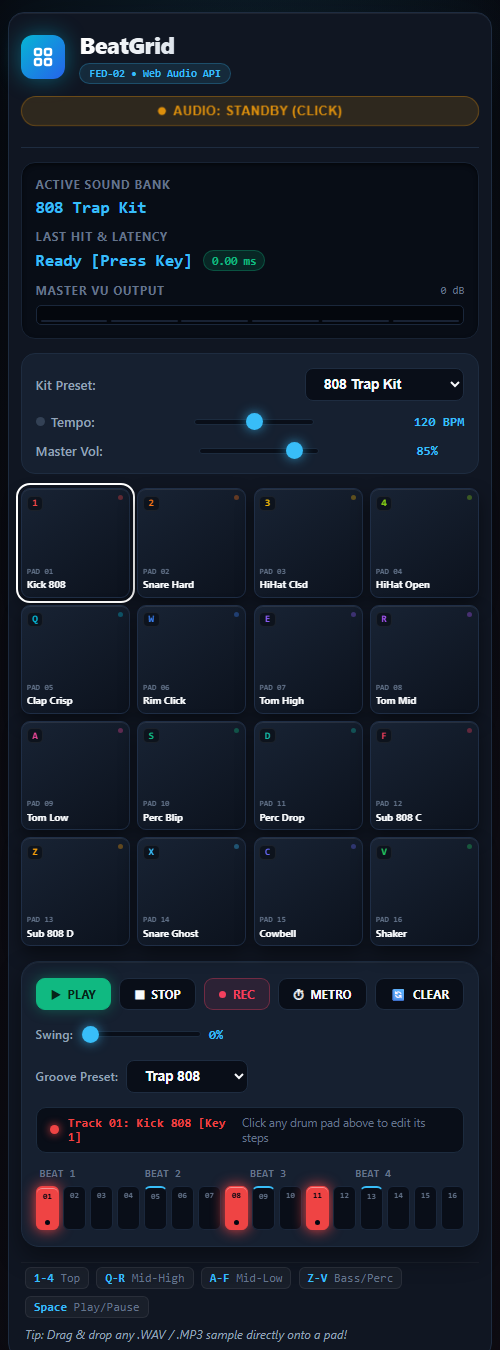 BeatGrid
FED-02 • Web Audio API
AUDIO: STANDBY (CLICK)
ACTIVE SOUND BANK
808 Trap Kit
LAST HIT & LATENCY
Ready [Press Key] 0.00 ms
MASTER VU OUTPUT 0 dB
Kit Preset: 808 Trap Kit
Tempo: 120 BPM
Master Vol: 85%
1 2 3 4
PAD 01 PAD 02 PAD 03 PAD 04
Kick 808 Snare Hard HiHat Clsd HiHat Open
Q W E R
PAD 05 PAD 06 PAD 07 PAD 08
Clap Crisp Rim Click Tom High Tom Mid
A S D F
PAD 09 PAD 10 PAD 11 PAD 12
Tom Low Perc Blip Perc Drop Sub 808 C
Z X C V
PAD 13 PAD 14 PAD 15 PAD 16
Sub 808 D Snare Ghost Cowbell Shaker
PLAY STOP REC METRO CLEAR
Swing: 0%
Groove Preset: Trap 808
Track 01: Kick 808 [Key 1]
Click any drum pad above to edit its
steps
BEAT 1 BEAT 2 BEAT 3 BEAT 4
01 02 03 04 05 06 07 08 09 10 11 12 13 14 15 16
1-4 Top Q-R Mid-High A-F Mid-Low Z-V Bass/Perc
Space Play/Pause
Tip: Drag & drop any .WAV / .MP3 sample directly onto a pad!